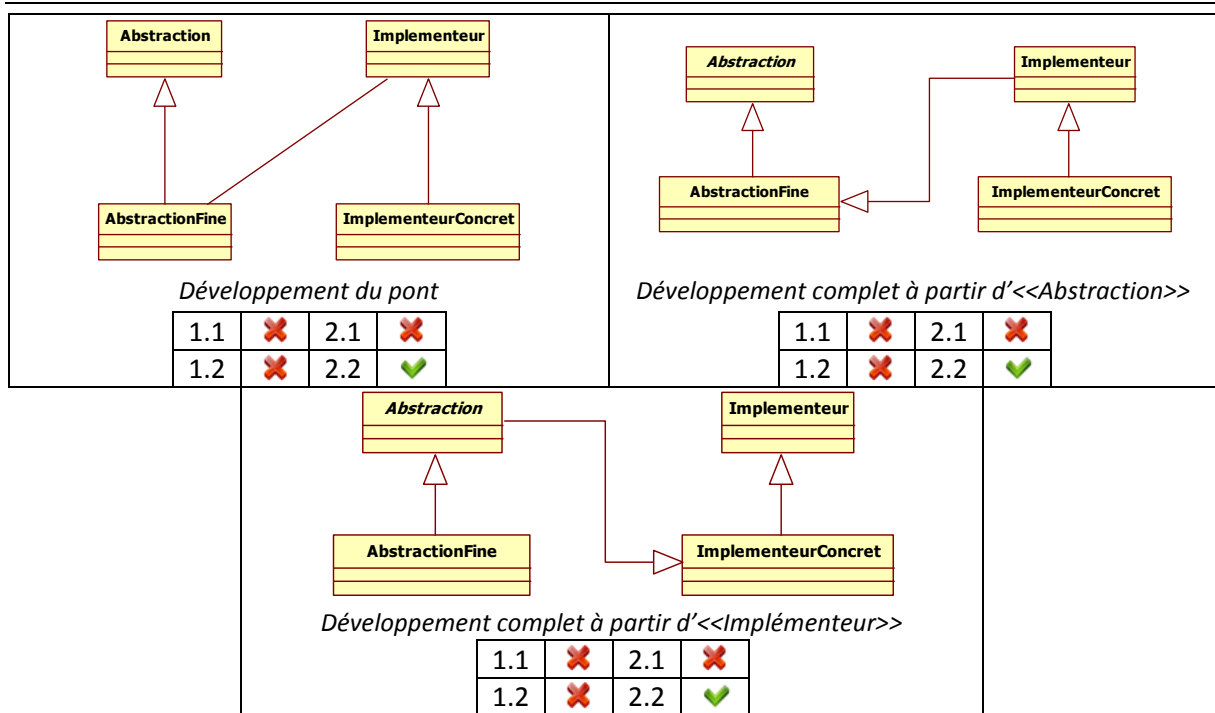 Abstraction
Implementeur
AbstractionFine
ImplementeurConcret
Développement du pont
1.1 ✖ 2.1 ✖
1.2 ✖ 2.2 ✔
Abstraction
Implementeur
AbstractionFine
ImplementeurConcret
Développement complet à partir d'<<Abstraction>>
1.1 ✖ 2.1 ✖
1.2 ✖ 2.2 ✔
Abstraction
Implementeur
AbstractionFine
ImplementeurConcret
Développement complet à partir d'<<Implémenteur>>
1.1 ✖ 2.1 ✖
1.2 ✖ 2.2 ✔